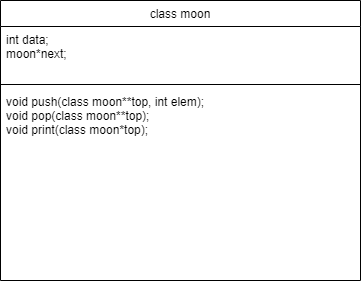 class moon
int data;
moon*next;
void push(class moon**top, int elem);
void pop(class moon**top);
void print(class moon*top);